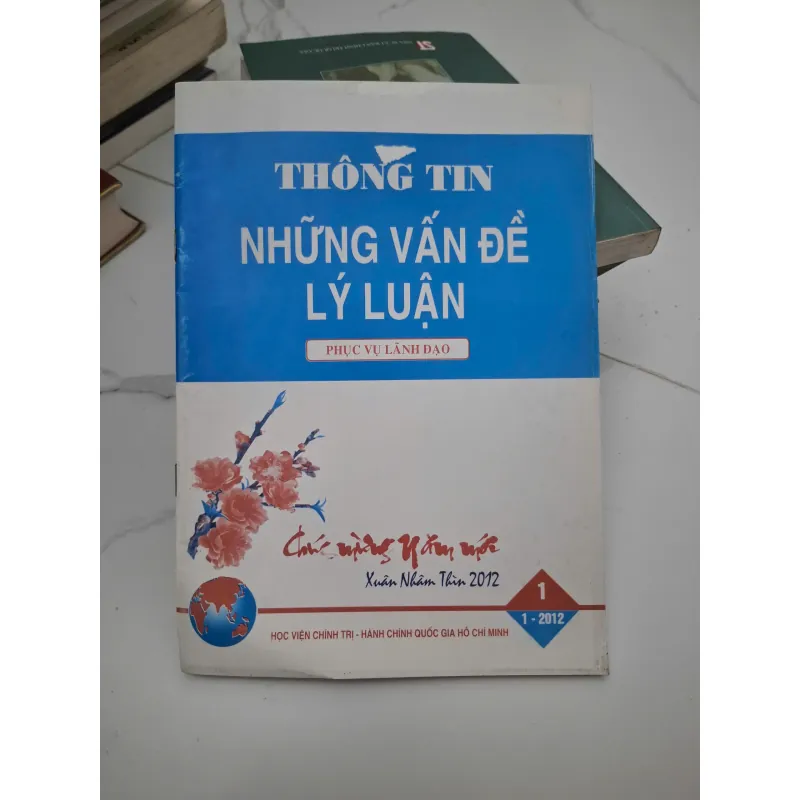 ST
THÔNG TIN
NHỮNG VẤN ĐỀ
LÝ LUẬN
PHỤC VỤ LÃNH ĐẠO
Chúc mừng Năm mới
Xuân Nhâm Thìn 2012
1
1 - 2012
HỌC VIỆN CHÍNH TRỊ - HÀNH CHÍNH QUỐC GIA HỒ CHÍ MINH